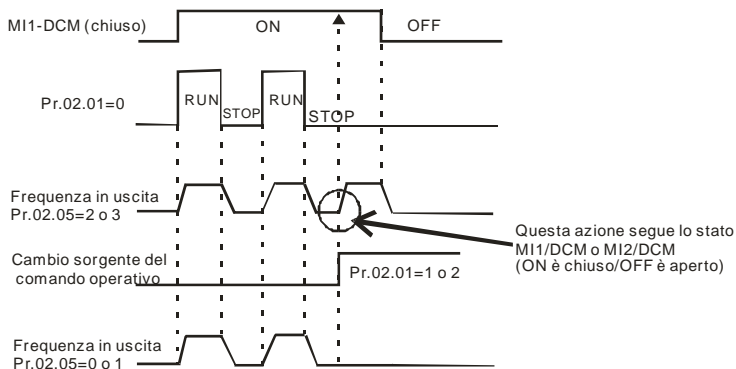 MI1-DCM (chiuso)
ON
OFF
Pr.02.01=0
RUN
STOP
RUN
STOP
Frequenza in uscita
Pr.02.05=2 o 3
Questa azione segue lo stato
MI1/DCM o MI2/DCM
(ON è chiuso/OFF è aperto)
Cambio sorgente del
comando operativo
Pr.02.01=1 o 2
Frequenza in uscita
Pr.02.05=0 o 1